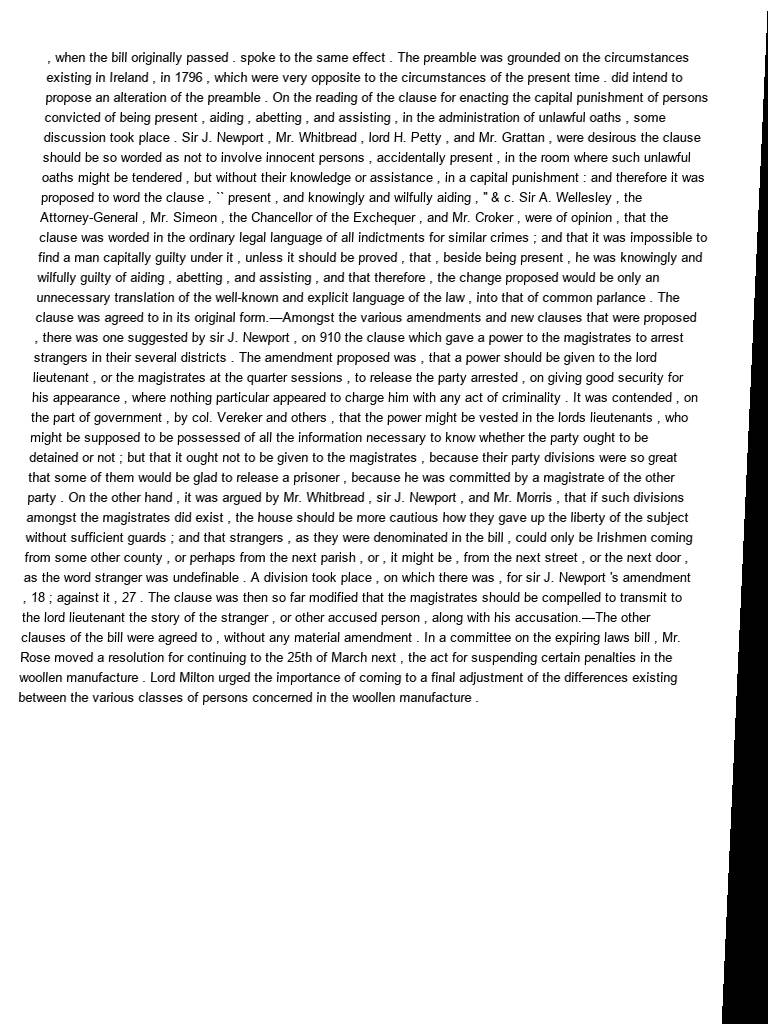 , when the bill originally passed . spoke to the same effect . The preamble was grounded on the circumstances
existing in Ireland , in 1796 , which were very opposite to the circumstances of the present time . did intend to
propose an alteration of the preamble . On the reading of the clause for enacting the capital punishment of persons
convicted of being present , aiding , abetting , and assisting , in the administration of unlawful oaths , some
discussion took place . Sir J. Newport , Mr. Whitbread , lord H. Petty , and Mr. Grattan , were desirous the clause
should be so worded as not to involve innocent persons , accidentally present , in the room where such unlawful
oaths might be tendered , but without their knowledge or assistance , in a capital punishment : and therefore it was
proposed to word the clause , `` present , and knowingly and wilfully aiding , " & c. Sir A. Wellesley , the
Attorney-General , Mr. Simeon , the Chancellor of the Exchequer , and Mr. Croker , were of opinion , that the
clause was worded in the ordinary legal language of all indictments for similar crimes ; and that it was impossible to
find a man capitally guilty under it , unless it should be proved , that , beside being present , he was knowingly and
wilfully guilty of aiding , abetting , and assisting , and that therefore , the change proposed would be only an
unnecessary translation of the well-known and explicit language of the law , into that of common parlance . The
clause was agreed to in its original form.—Amongst the various amendments and new clauses that were proposed
, there was one suggested by sir J. Newport , on 910 the clause which gave a power to the magistrates to arrest
strangers in their several districts . The amendment proposed was , that a power should be given to the lord
lieutenant , or the magistrates at the quarter sessions , to release the party arrested , on giving good security for
his appearance , where nothing particular appeared to charge him with any act of criminality . It was contended , on
the part of government , by col. Vereker and others , that the power might be vested in the lords lieutenants , who
might be supposed to be possessed of all the information necessary to know whether the party ought to be
detained or not ; but that it ought not to be given to the magistrates , because their party divisions were so great
that some of them would be glad to release a prisoner , because he was committed by a magistrate of the other
party . On the other hand , it was argued by Mr. Whitbread , sir J. Newport , and Mr. Morris , that if such divisions
amongst the magistrates did exist , the house should be more cautious how they gave up the liberty of the subject
without sufficient guards ; and that strangers , as they were denominated in the bill , could only be Irishmen coming
from some other county , or perhaps from the next parish , or , it might be , from the next street , or the next door ,
as the word stranger was undefinable . A division took place , on which there was , for sir J. Newport 's amendment
, 18 ; against it , 27 . The clause was then so far modified that the magistrates should be compelled to transmit to
the lord lieutenant the story of the stranger , or other accused person , along with his accusation.—The other
clauses of the bill were agreed to , without any material amendment . In a committee on the expiring laws bill , Mr.
Rose moved a resolution for continuing to the 25th of March next , the act for suspending certain penalties in the
woollen manufacture . Lord Milton urged the importance of coming to a final adjustment of the differences existing
between the various classes of persons concerned in the woollen manufacture .